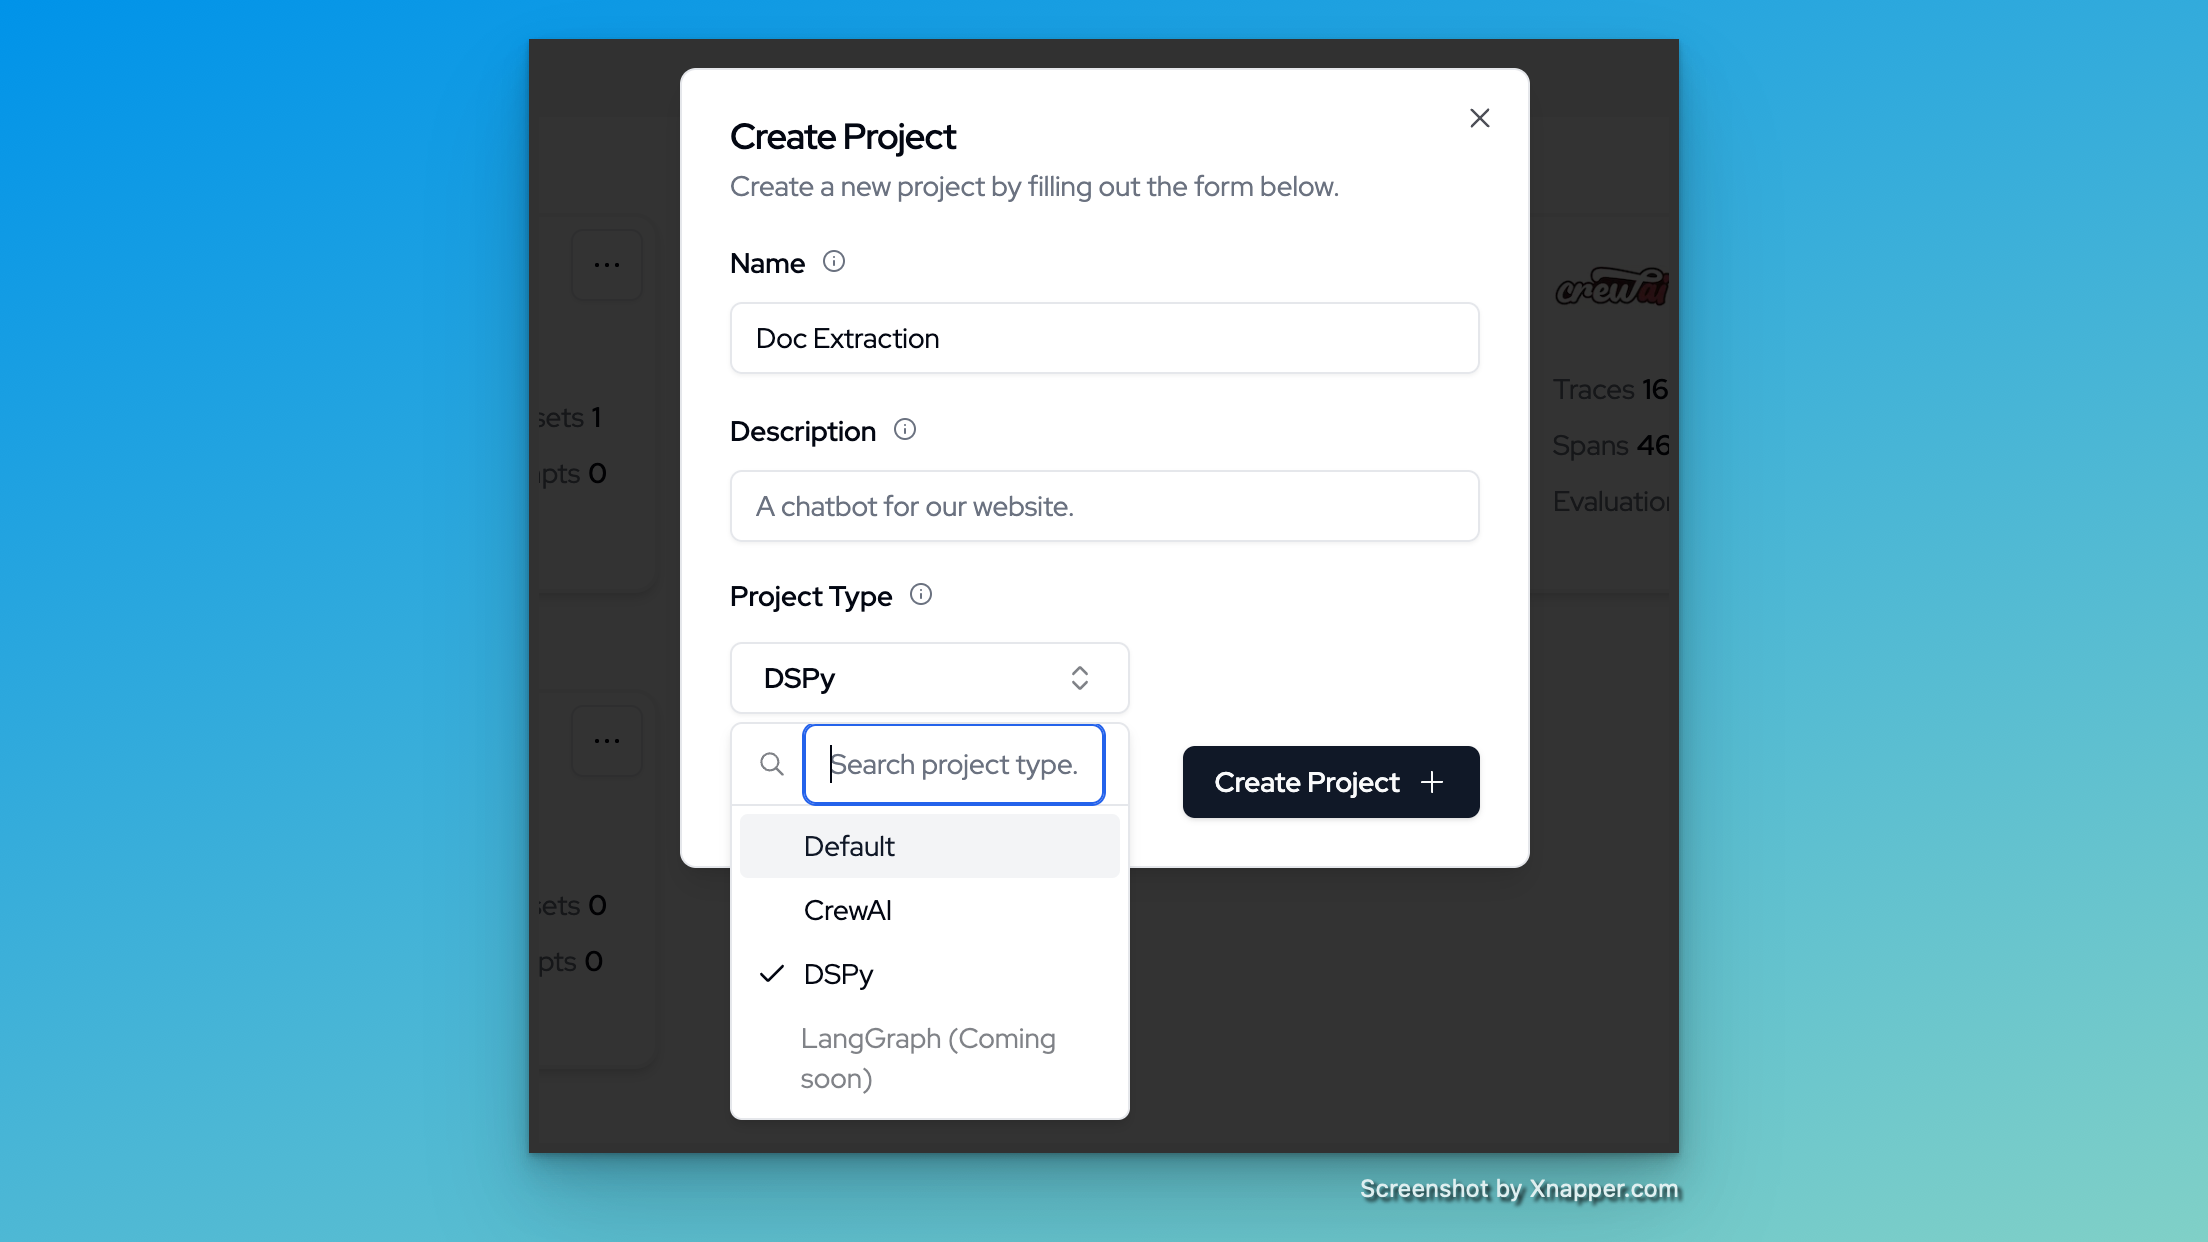 Create Project
Create a new project by filling out the form below.
Name
Doc Extraction
Description
A chatbot for our website.
Project Type
DSPy
Search project type.
Create Project
Default
CrewAI
DSPy
LangGraph (Coming
soon)
sets 1
0
sets 0
pts 0
crewai
Traces 16
Spans 46
Screenshot by Xnapper.com